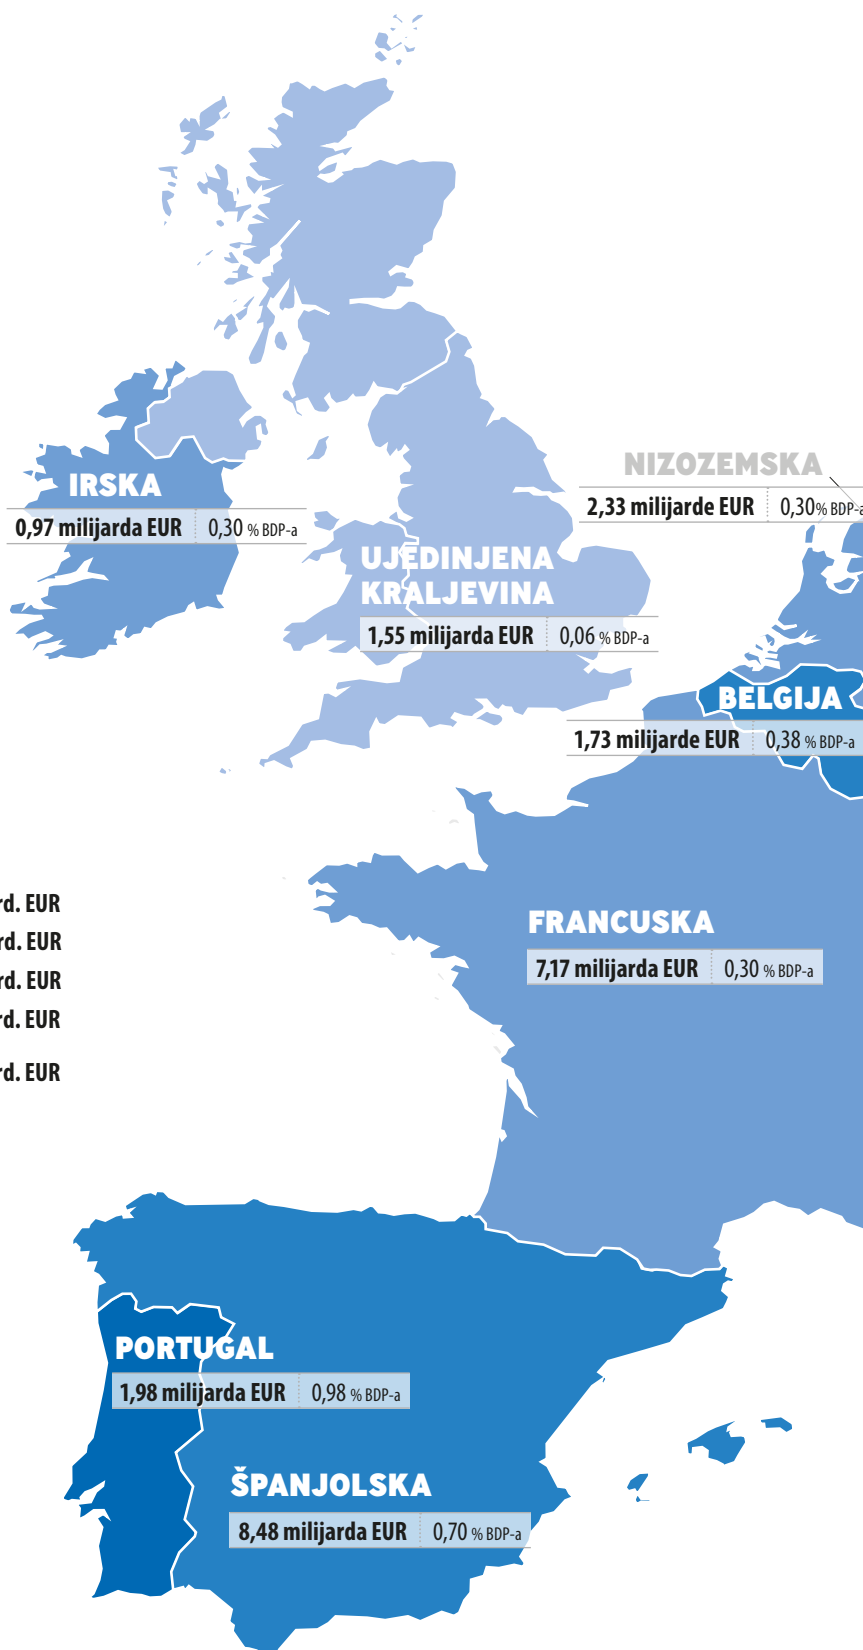 NIZOZEMSKA
2,33 milijarde EUR 0,30% BDP-a
IRSKA
0,97 milijarda EUR 0,30 % BDP-a
UJEDINJENA
KRALJEVINA
1,55 milijarda EUR 0,06 % BDP-a
BELGIJA
1,73 milijarde EUR 0,38 % BDP-a
rd. EUR
rd. EUR
rd. EUR
rd. EUR
rd. EUR
FRANCUSKA
7,17 milijarda EUR 0,30 % BDP-a
PORTUGAL
1,98 milijarda EUR 0,98 % BDP-a
ŠPANJOLSKA
8,48 milijarda EUR 0,70 % BDP-a